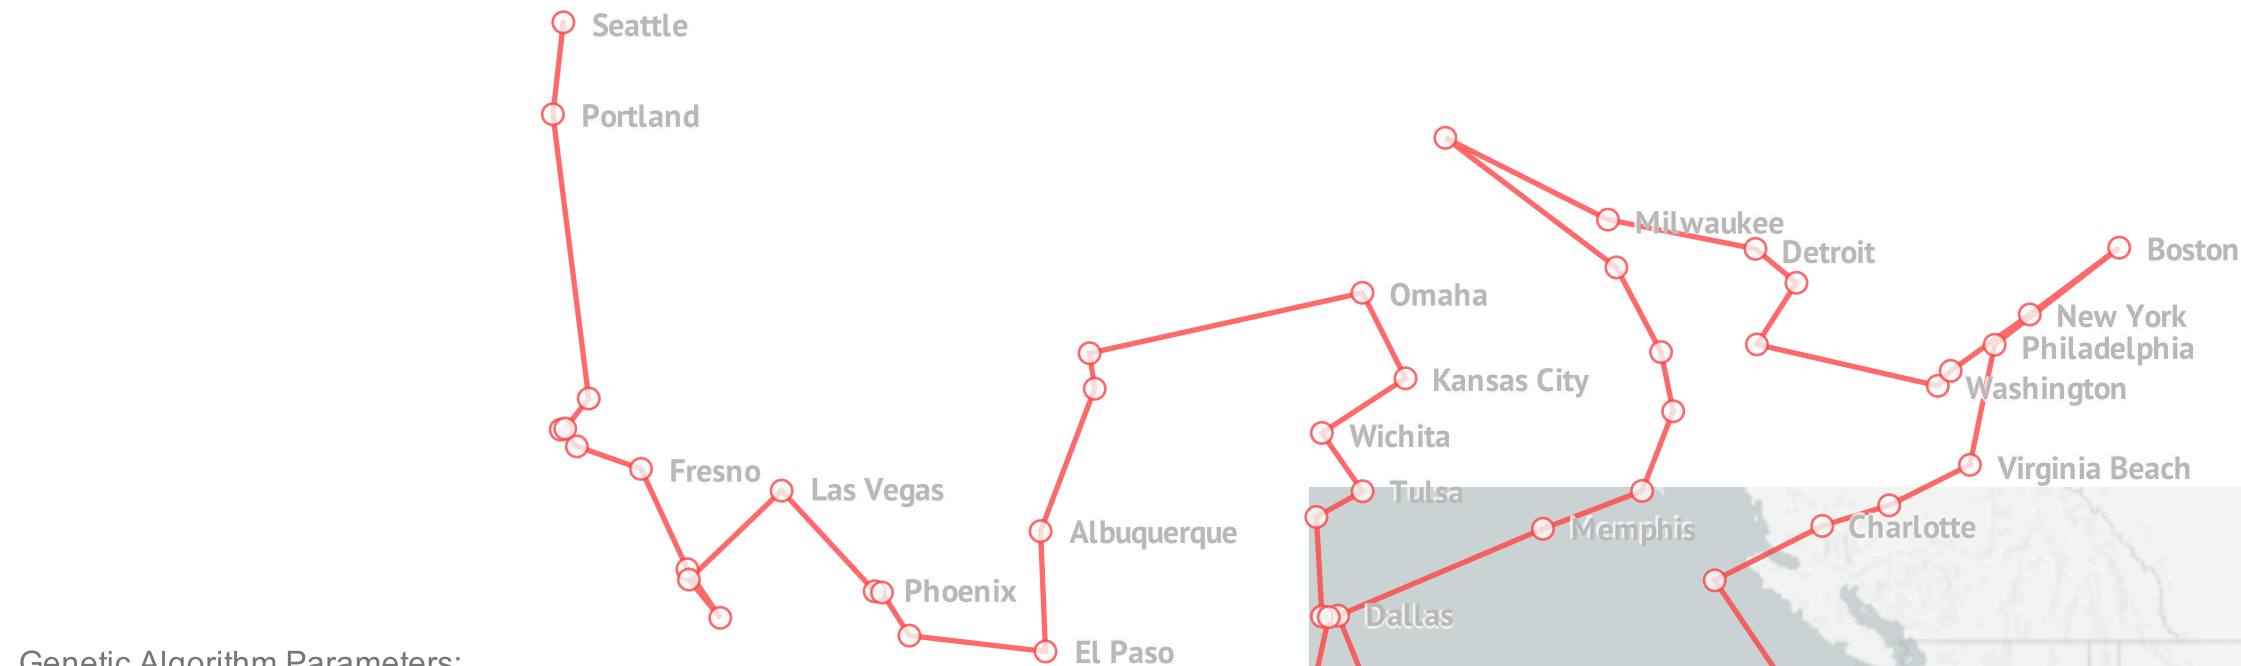 Seattle
Portland
Milwaukee
Detroit
Boston
Omaha
New York
Philadelphia
Kansas City
Washington
Wichita
Virginia Beach
Fresno
Las Vegas
Tulsa
Memphis
Charlotte
Albuquerque
Phoenix
Dallas
El Paso
Genetic Algorithm Parameters: